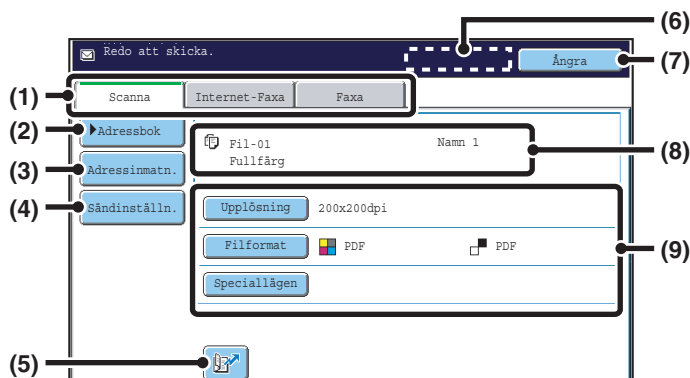 (6)
Redo att skicka.
Ångra
(7)
(1)
Scanna
Internet-Faxa
Faxa
(2)
Adressbok
Fil-01
Namn 1
(8)
Fullfärg
(3)
Adressinmatn.
(4)
Sändinställn.
Upplösning
200x200dpi
Filformat
PDF
PDF
(9)
Speciallägen
(5)